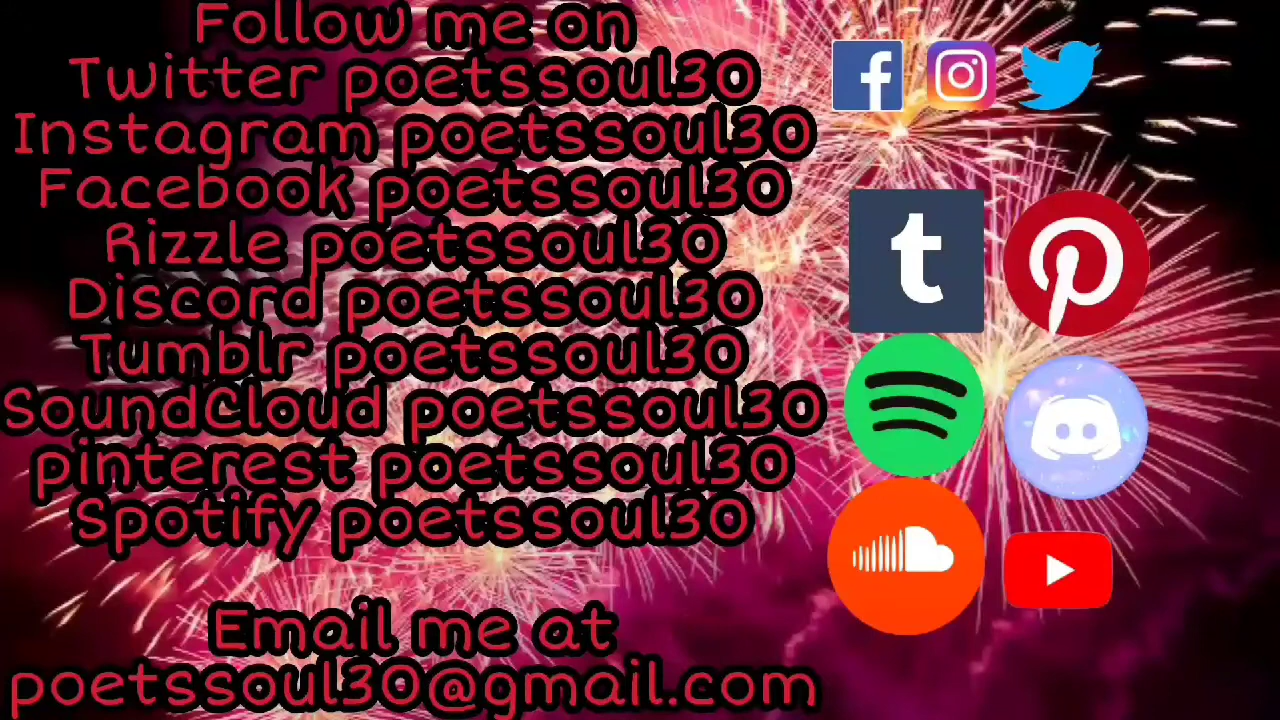 Follow me on
Twitter poetssoul30
Instagram poetssoul30
Facebook poetssoul30
Rizzle poetssoul30
Discord poetssoul30
Tumblr poetssoul30
SoundCloud poetssoul30
pinterest poetssoul30
Spotify poetssoul30
Email me at
poetssoul30@gmail.com